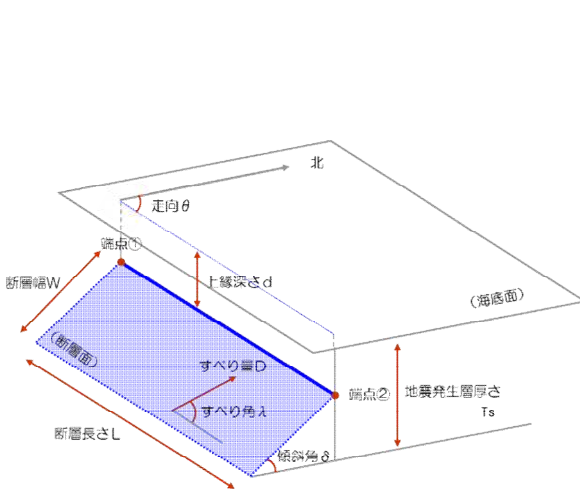 北
走向θ
端点①
断層幅W
上縁深さd
(海底面)
(断層面)
すべり量D
すべり角λ
端点②
地震発生層厚さ
Ts
断層長さL
傾斜角δ